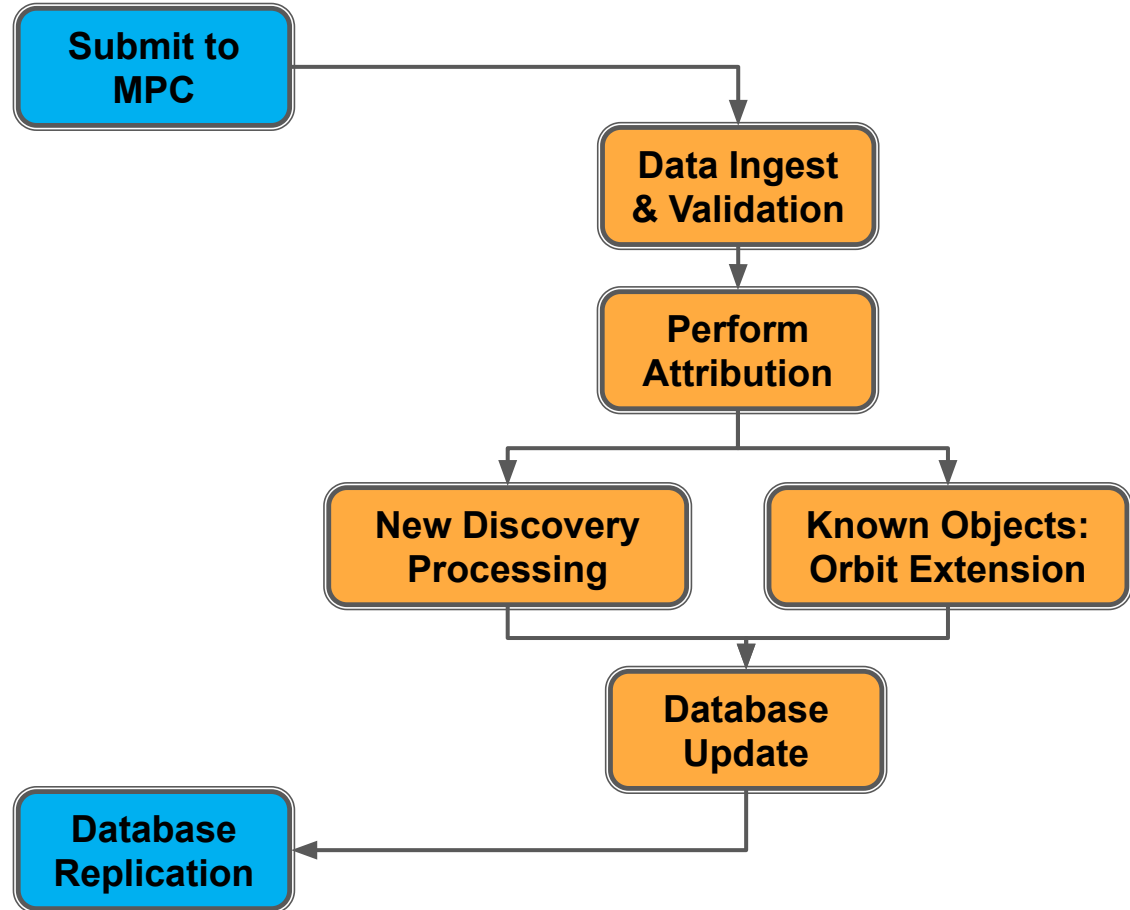 Submit to
MPC
Data Ingest
& Validation
Perform
Attribution
New Discovery
Processing
Known Objects:
Orbit Extension
Database
Update
Database
Replication